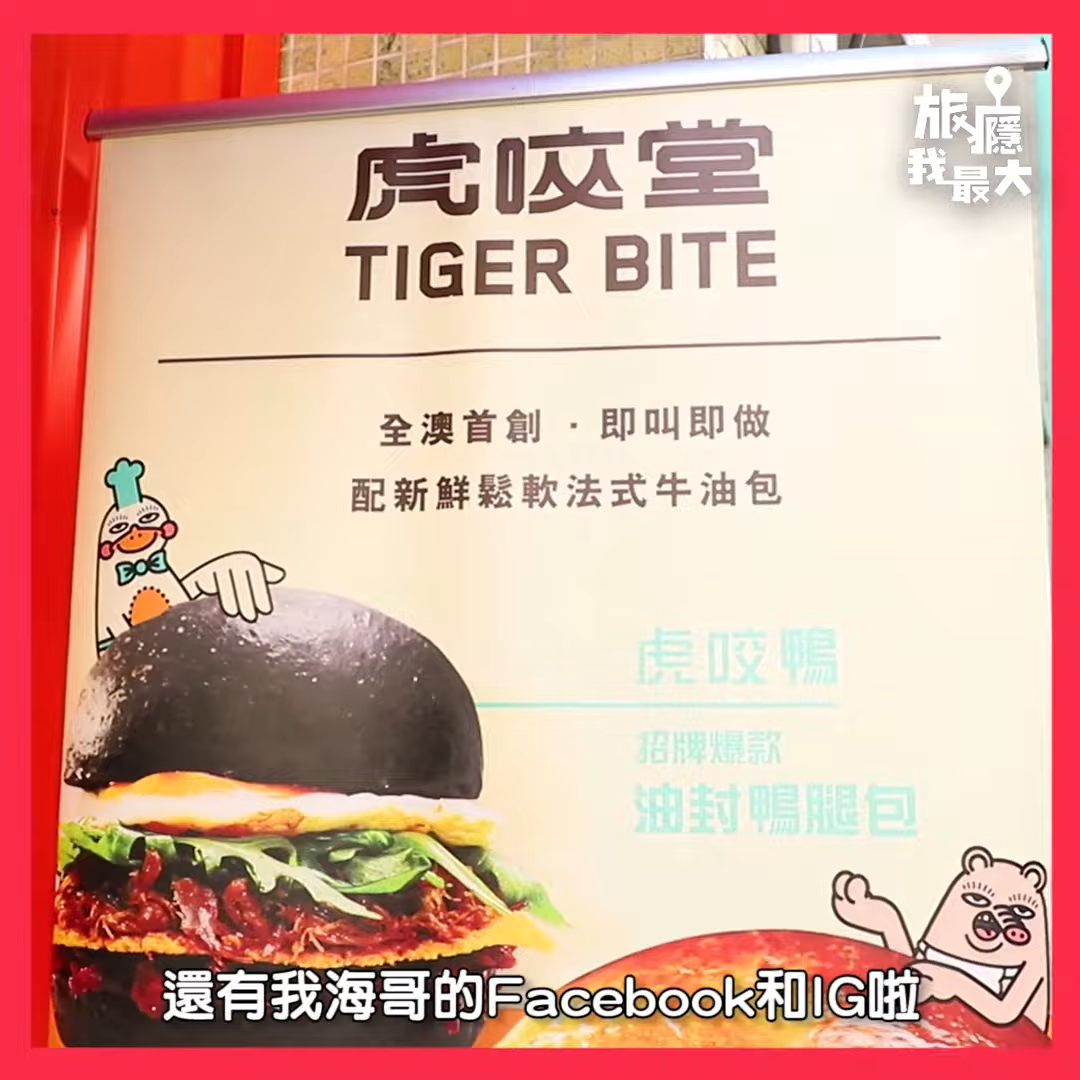 旅癮
我最大
虎咬堂
TIGER BITE
全澳首創 · 即叫即做
配新鮮鬆軟法式牛油包
虎咬鴨
招牌爆款
油封鴨腿包
還有我海哥的Facebook和IG啦